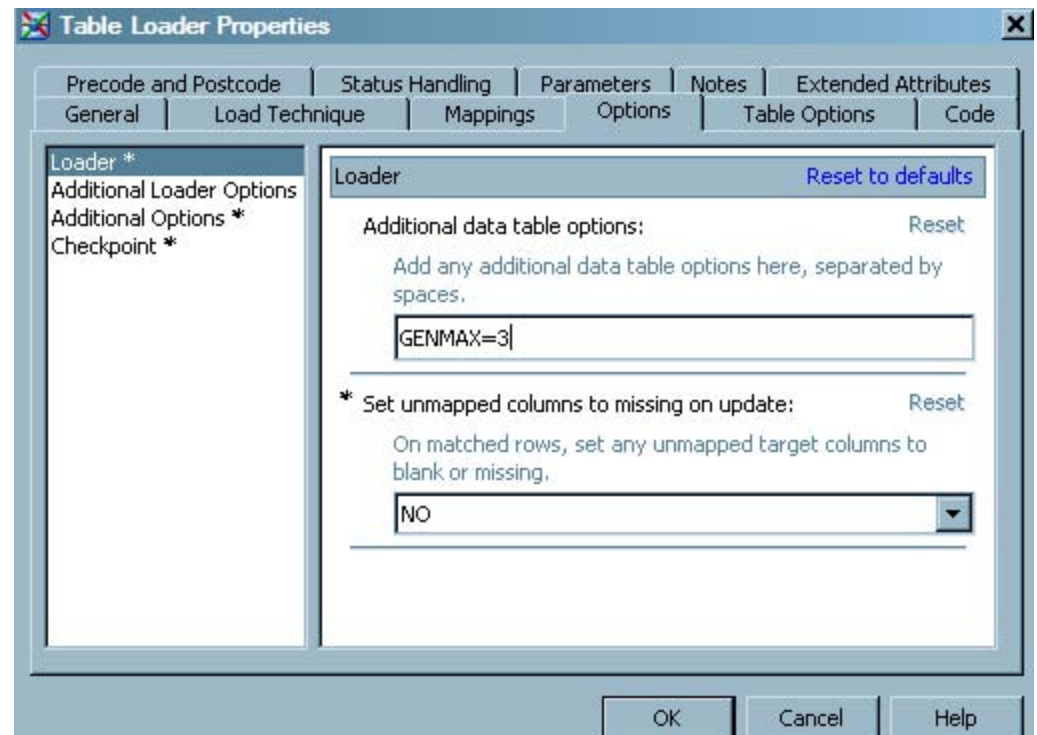 Table Loader Properties
Precode and Postcode Status Handling Parameters Notes Extended Attributes
General Load Technique Mappings Options Table Options Code
Loader *
Additional Loader Options
Additional Options *
Checkpoint *
Loader Reset to defaults
Additional data table options: Reset
Add any additional data table options here, separated by
spaces.
GENMAX=3
* Set unmapped columns to missing on update: Reset
On matched rows, set any unmapped target columns to
blank or missing.
NO
OK Cancel Help